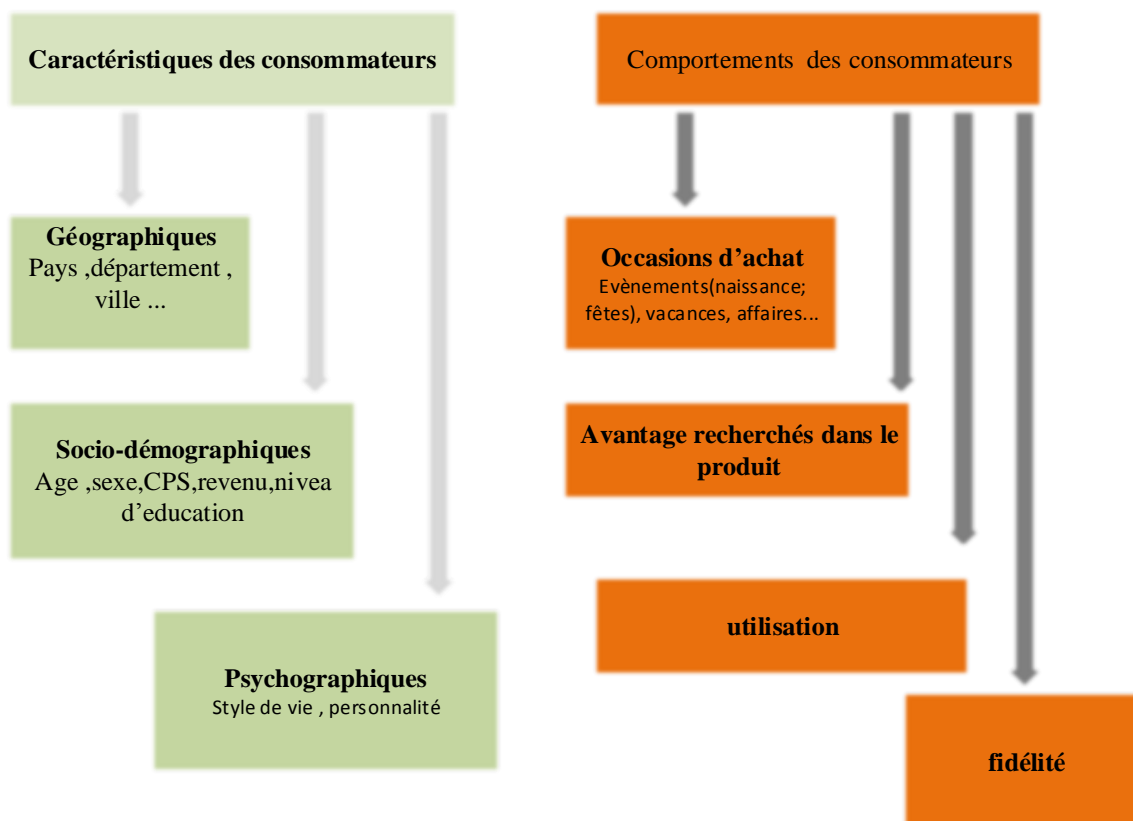 Caractéristiques des consommateurs
Géographiques
Pays ,département ,
ville ...
Socio-démographiques
Age ,sexe,CPS,revenu,nivea
d’education
Psychographiques
Style de vie , personnalité
Comportements des consommateurs
Occasions d’achat
Evènements(naissance;
fêtes), vacances, affaires...
Avantage recherchés dans le
produit
utilisation
fidélité